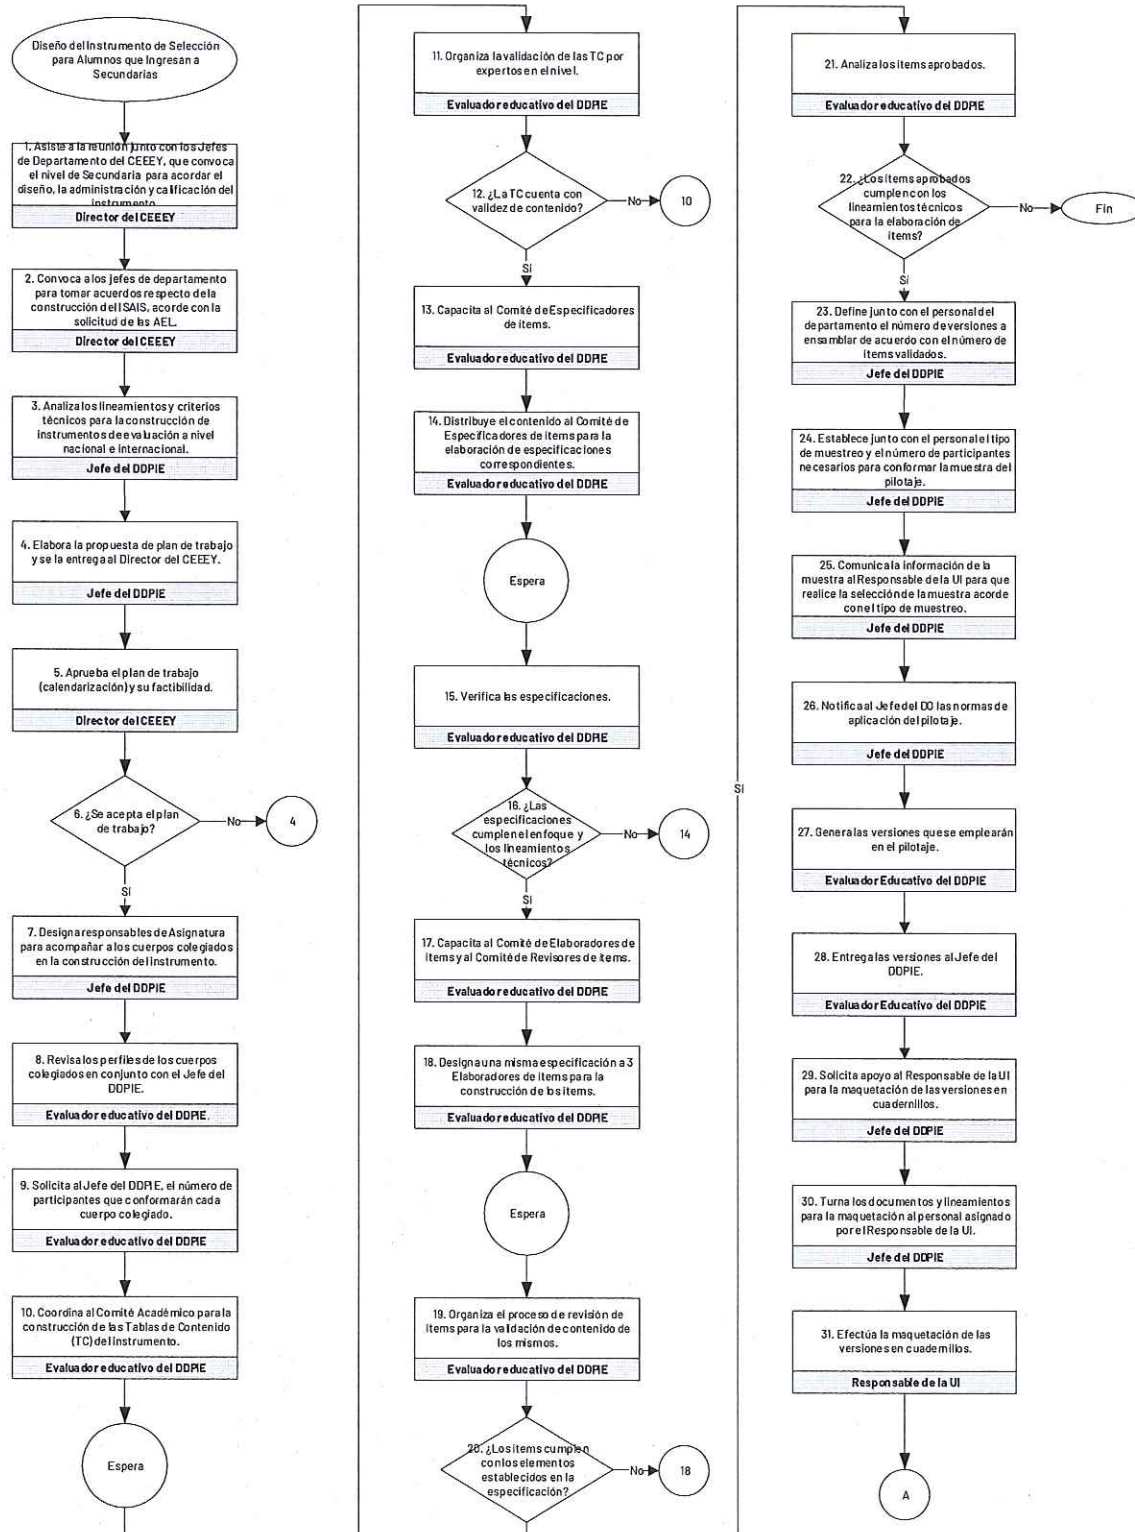 Diseño del Instrumento de Selección
para Alumnos que Ingresan a
Secundarias
1. Asiste a la reunión junto con los Jefes
de Departamento del CEEEY, que convoca
el nivel de Secundaria para acordar el
diseño, la administración y calificación del
instrumento.
Director del CEEEY
2. Convoca a los jefes de departamento
para tomar acuerdos respecto de la
construcción del ISAIS, acorde con la
solicitud de las AEL.
Director del CEEEY
3. Analiza los lineamientos y criterios
técnicos para la construcción de
instrumentos de evaluación a nivel
nacional e internacional.
Jefe del DDPIE
4. Elabora la propuesta de plan de trabajo
y se la entrega al Director del CEEEY.
Jefe del DDPIE
5. Aprueba el plan de trabajo
(calendarización) y su factibilidad.
Director del CEEEY
6. ¿Se acepta el plan
de trabajo?
No
4
Sí
7. Designa responsables de Asignatura
para acompañar a los cuerpos colegiados
en la construcción del instrumento.
Jefe del DDPIE
8. Revisa los perfiles de los cuerpos
colegiados en conjunto con el Jefe del
DDPIE.
Evaluador educativo del DDPIE
9. Solicita al Jefe del DDPIE, el número de
participantes que conformarán cada
cuerpo colegiado.
Evaluador educativo del DDPIE
10. Coordina al Comité Académico para la
construcción de las Tablas de Contenido
(TC) del instrumento.
Evaluador educativo del DDPIE
Espera
11. Organiza la validación de las TC por
expertos en el nivel.
Evaluador educativo del DDPIE
12. ¿La TC cuenta con
validez de contenido?
No
10
Sí
13. Capacita al Comité de Especificadores
de ítems.
Evaluador educativo del DDPIE
14. Distribuye el contenido al Comité de
Especificadores de ítems para la
elaboración de especificaciones
correspondientes.
Evaluador educativo del DDPIE
Espera
15. Verifica las especificaciones.
Evaluador educativo del DDPIE
16. ¿Las
especificaciones
cumplen el enfoque y
los lineamientos
técnicos?
No
14
Sí
17. Capacita al Comité de Elaboradores de
ítems y al Comité de Revisores de ítems.
Evaluador educativo del DDPIE
18. Designa una misma especificación a 3
Elaboradores de ítems para la
construcción de los ítems.
Evaluador educativo del DDPIE
Espera
19. Organiza el proceso de revisión de
ítems para la validación de contenido de
los mismos.
Evaluador educativo del DDPIE
20. ¿Los ítems cumplen
con los elementos
establecidos en la
especificación?
No
18
Sí
21. Analiza los ítems aprobados.
Evaluador educativo del DDPIE
22. ¿Los ítems aprobados
cumplen con los
lineamientos técnicos
para la elaboración de
ítems?
No
Fin
Sí
23. Define junto con el personal del
departamento el número de versiones a
ensamblar de acuerdo con el número de
ítems validados.
Jefe del DDPIE
24. Establece junto con el personal el tipo
de muestreo y el número de participantes
necesarios para conformar la muestra del
pilotaje.
Jefe del DDPIE
25. Comunica la información de la
muestra al Responsable de la UI para que
realice la selección de la muestra acorde
con el tipo de muestreo.
Jefe del DDPIE
26. Notifica al Jefe del DO las normas de
aplicación del pilotaje.
Jefe del DDPIE
27. Genera las versiones que se emplearán
en el pilotaje.
Evaluador Educativo del DDPIE
28. Entrega las versiones al Jefe del
DDPIE.
Evaluador Educativo del DDPIE
29. Solicita apoyo al Responsable de la UI
para la maquetación de las versiones en
cuadernillos.
Jefe del DDPIE
30. Turna los documentos y lineamientos
para la maquetación al personal asignado
por el Responsable de la UI.
Jefe del DDPIE
31. Efectúa la maquetación de las
versiones en cuadernillos.
Responsable de la UI
A